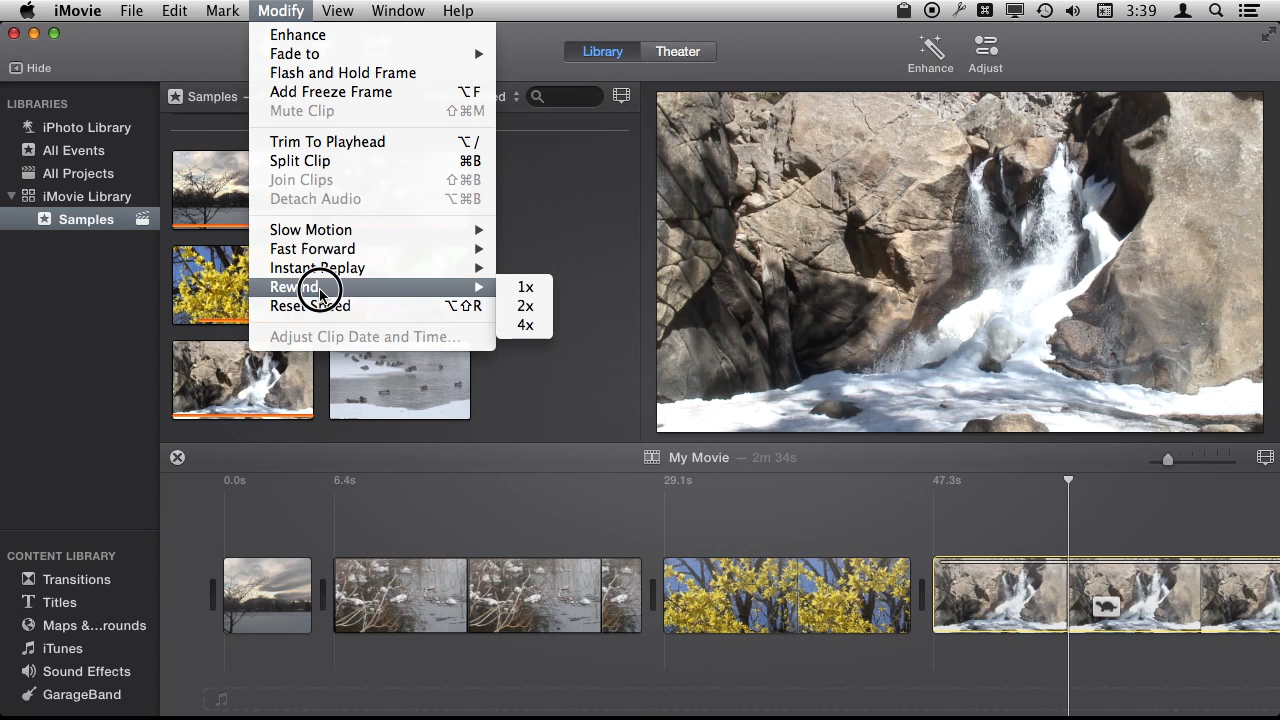 iMovie File Edit Mark Modify View Window Help 3:39
Hide
Library Theater
Enhance Adjust
LIBRARIES
iPhoto Library
All Events
All Projects
iMovie Library
Samples
CONTENT LIBRARY
Transitions
Titles
Maps &...rounds
iTunes
Sound Effects
GarageBand
Samples –
Enhance
Fade to
Flash and Hold Frame
Add Freeze Frame ⌥F
Mute Clip ⇧⌘M
Trim To Playhead ⌥/
Split Clip ⌘B
Join Clips ⇧⌘B
Detach Audio ⌥⌘B
Slow Motion
Fast Forward
Instant Replay
Rewind
Reset Speed ⌥⇧R
Adjust Clip Date and Time...
1x
2x
4x
My Movie — 2m 34s
0.0s 6.4s 29.1s 47.3s